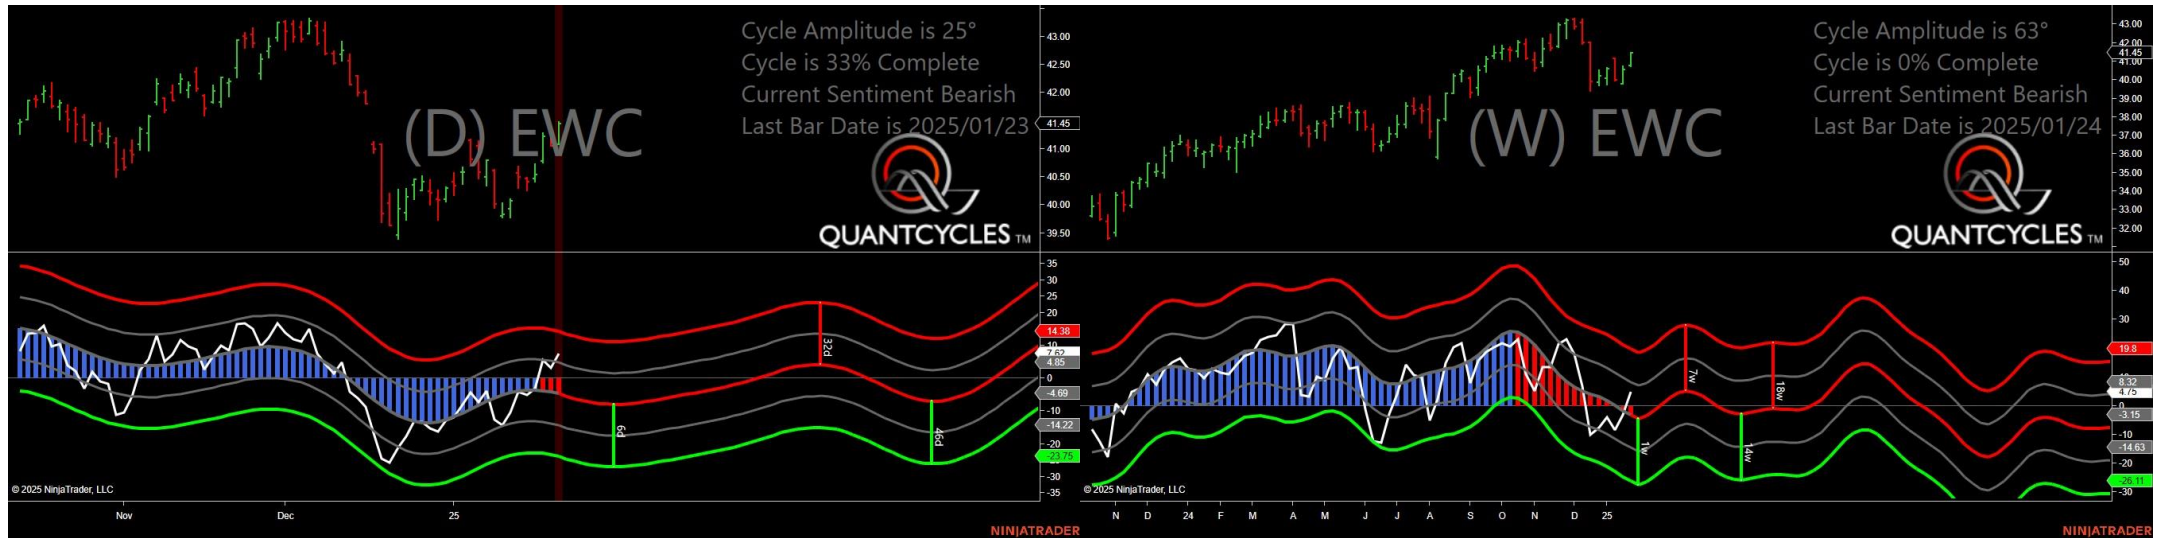 Cycle Amplitude is 25°
Cycle is 33% Complete
Current Sentiment Bearish
Last Bar Date is 2025/01/23
(D) EWC
QUANTCYCLES TM
43.00
42.50
42.00
41.45
41.00
40.50
40.00
39.50
35
30
25
20
14.38
10
7.62
4.85
0
-4.69
-10
-14.22
-20
-23.75
-30
-35
32d
6d
46d
© 2025 NinjaTrader, LLC
Nov
Dec
25
NINJATRADER
Cycle Amplitude is 63°
Cycle is 0% Complete
Current Sentiment Bearish
Last Bar Date is 2025/01/24
(W) EWC
QUANTCYCLES TM
43.00
42.00
41.45
41.00
40.00
39.00
38.00
37.00
36.00
35.00
34.00
33.00
32.00
50
40
30
19.8
8.32
4.75
0
-3.15
-10
-14.63
-20
-26.11
-30
7w
18w
1w
14w
© 2025 NinjaTrader, LLC
N
D
24
F
M
A
M
J
J
A
S
O
N
D
25
NINJATRADER